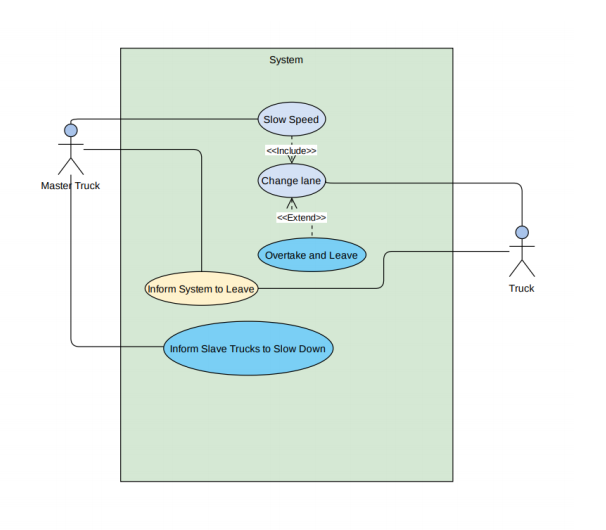 System
Slow Speed
<<Include>>
Change lane
Master Truck
<<Extend>>
Overtake and Leave
Inform System to Leave
Truck
Inform Slave Trucks to Slow Down